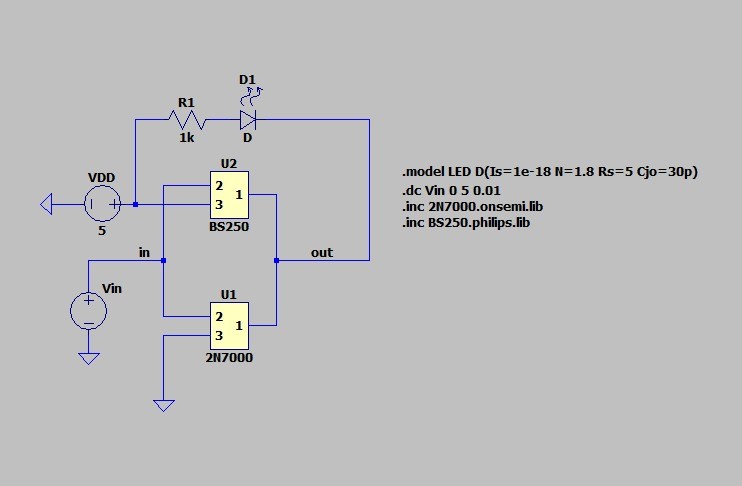 D1
R1
1k
D
U2
VDD
2
1
3
5
BS250
in
out
Vin
U1
2
1
3
2N7000
.model LED D(Is=1e-18 N=1.8 Rs=5 Cjo=30p)
.dc Vin 0 5 0.01
.inc 2N7000.onsemi.lib
.inc BS250.philips.lib